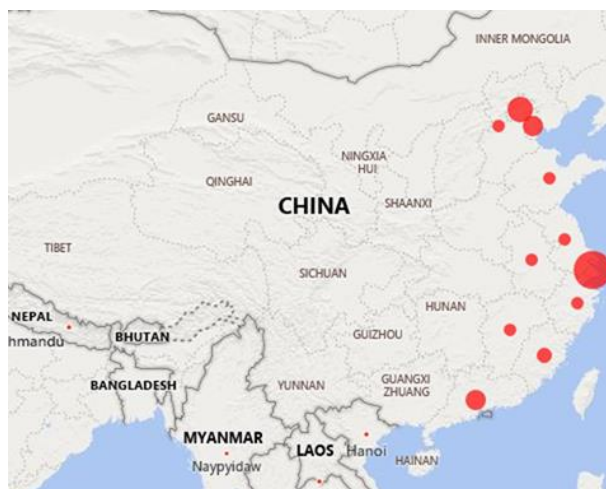 INNER MONGOLIA
GANSU
NINGXIA
HUI
QINGHAI
CHINA
SHAANXI
TIBET
SICHUAN
HUNAN
NEPAL
hmandu
BHUTAN
GUIZHOU
BANGLADESH
YUNNAN
GUANGXI
ZHUANG
MYANMAR
LAOS
Hanoi
Naypyidaw
HAINAN